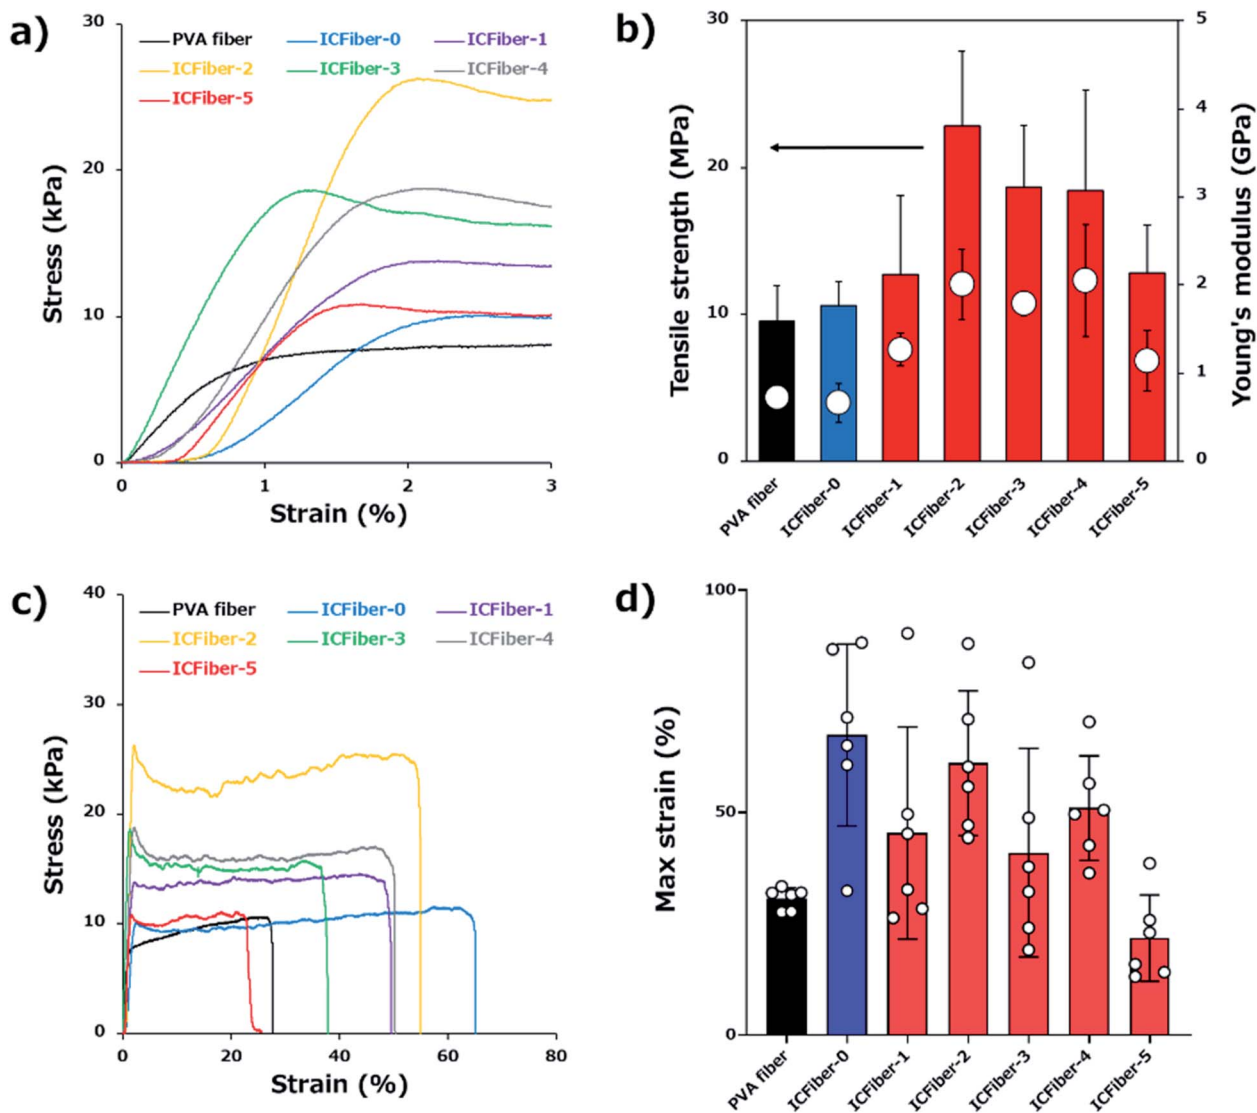 a)
30
20
10
0
Stress (kPa)
PVA fiber ICFiber-0 ICFiber-1
ICFiber-2 ICFiber-3 ICFiber-4
ICFiber-5
0 1 2 3
Strain (%)
b)
30
20
10
0
Tensile strength (MPa)
5
4
3
2
1
0
Young's modulus (GPa)
PVA fiber ICFiber-0 ICFiber-1 ICFiber-2 ICFiber-3 ICFiber-4 ICFiber-5
c)
40
30
20
10
0
Stress (kPa)
PVA fiber ICFiber-0 ICFiber-1
ICFiber-2 ICFiber-3 ICFiber-4
ICFiber-5
0 20 40 60 80
Strain (%)
d)
100
50
0
Max strain (%)
PVA fiber ICFiber-0 ICFiber-1 ICFiber-2 ICFiber-3 ICFiber-4 ICFiber-5